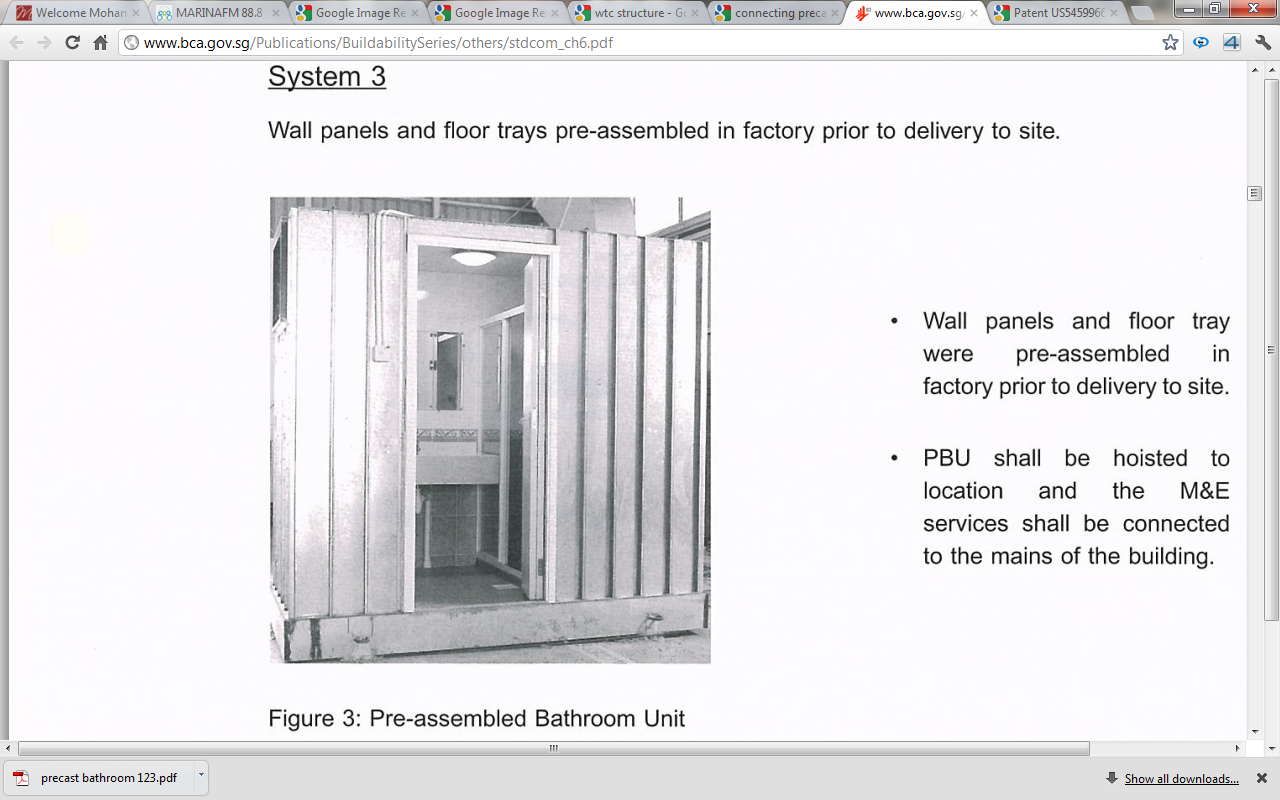 Welcome Mohan
MARINAFM 88.8
Google Image Re
Google Image Re
wtc structure - G
connecting preca
www.bca.gov.sg/
Patent US545996
www.bca.gov.sg/Publications/BuildabilitySeries/others/stdcom_ch6.pdf
System 3
Wall panels and floor trays pre-assembled in factory prior to delivery to site.
• Wall panels and floor tray
were pre-assembled in
factory prior to delivery to site.
• PBU shall be hoisted to
location and the M&E
services shall be connected
to the mains of the building.
Figure 3: Pre-assembled Bathroom Unit
precast bathroom 123.pdf
Show all downloads...